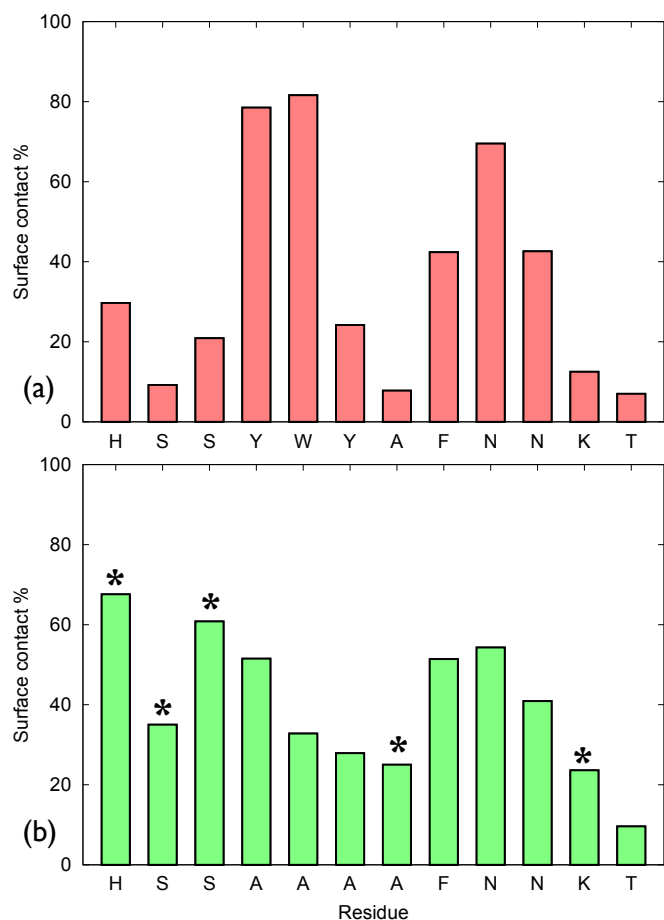 100
80
60
40
20
0
Surface contact %
(a)
H S S Y W Y A F N N K T
100
80
60
40
20
0
Surface contact %
(b)
* * * * *
H S S A A A A F N N K T
Residue